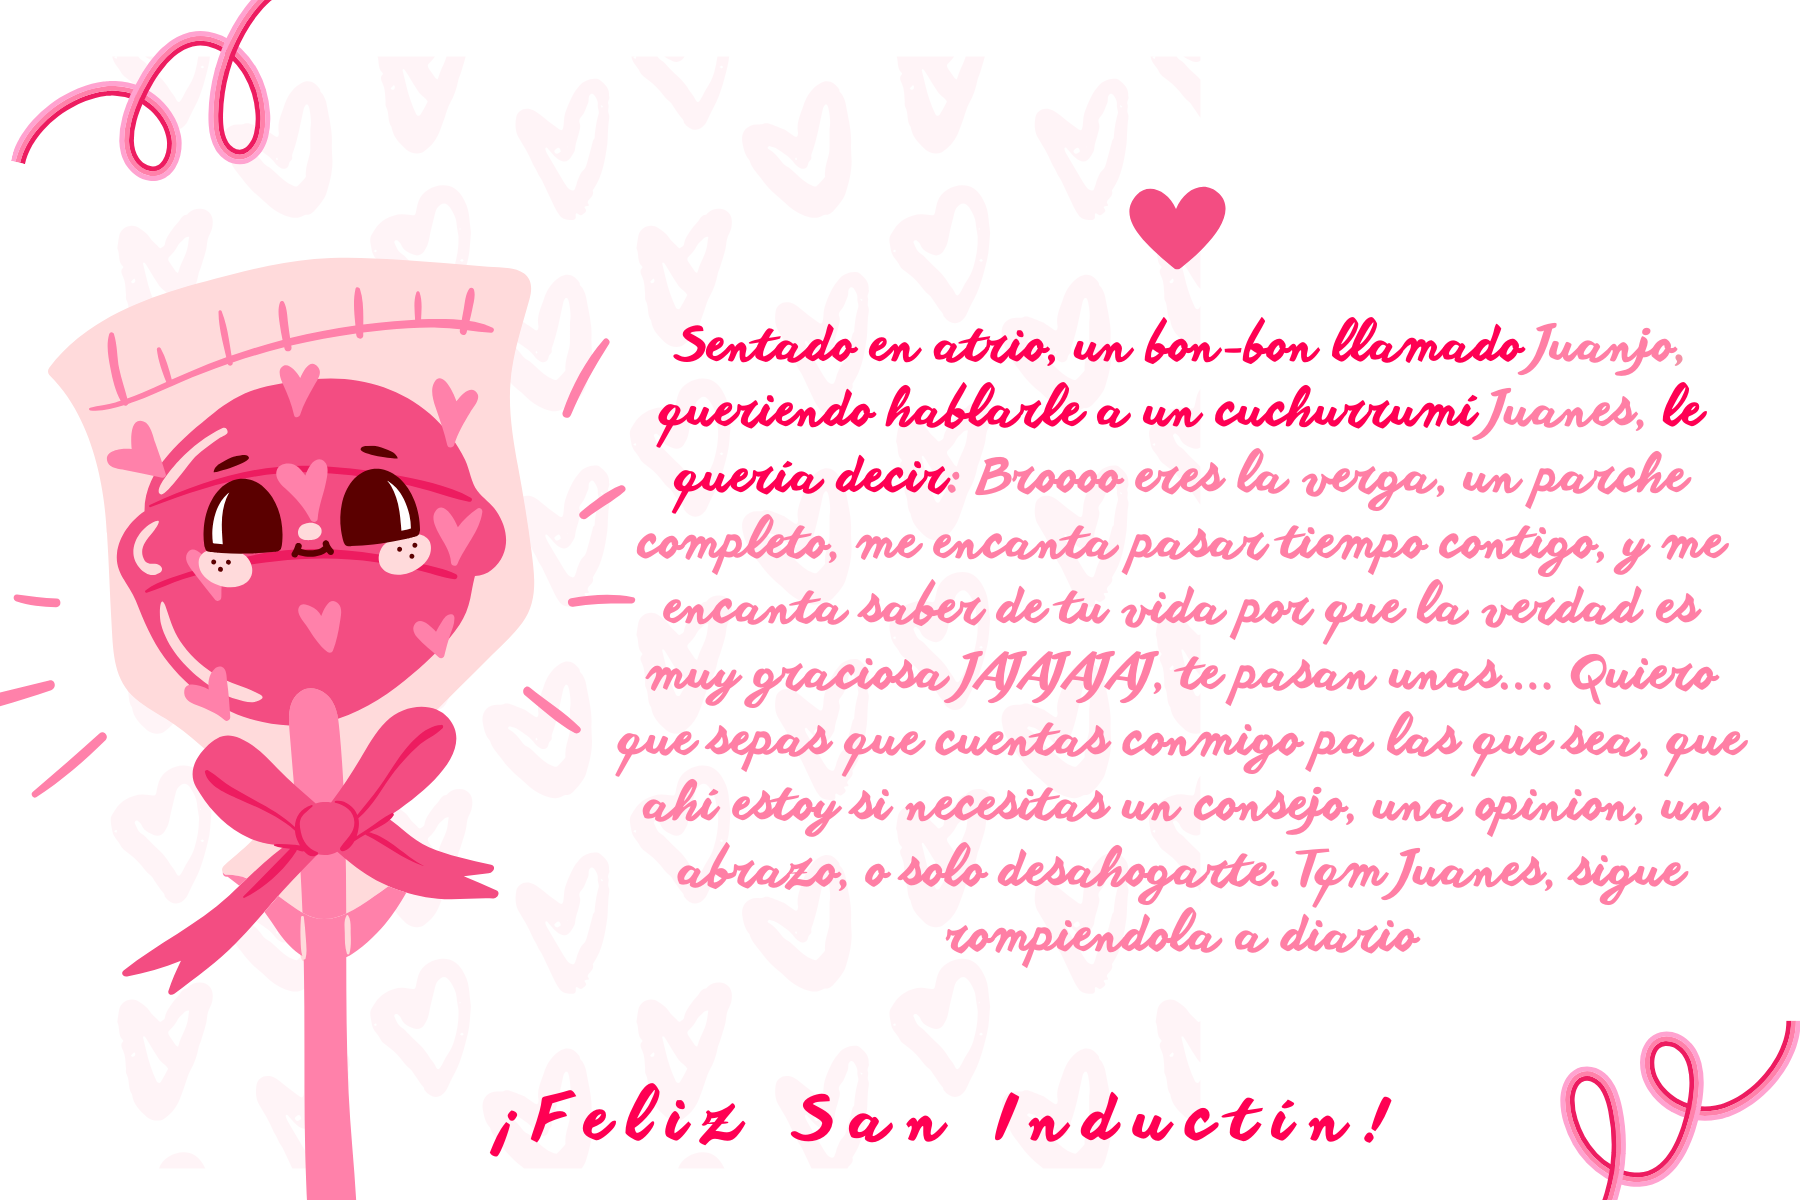 Sentado en atrio, un bon-bon llamado Juanjo,
queriendo hablarle a un cuchurrumí Juanes, le
quería decir: Broooo eres la verga, un parche
completo, me encanta pasar tiempo contigo, y me
encanta saber de tu vida por que la verdad es
muy graciosa JAJAJAJAJ, te pasan unas.... Quiero
que sepas que cuentas conmigo pa las que sea, que
ahí estoy si necesitas un consejo, una opinion, un
abrazo, o solo desahogarte. Tqm Juanes, sigue
rompiendola a diario
¡Feliz San Inductín!